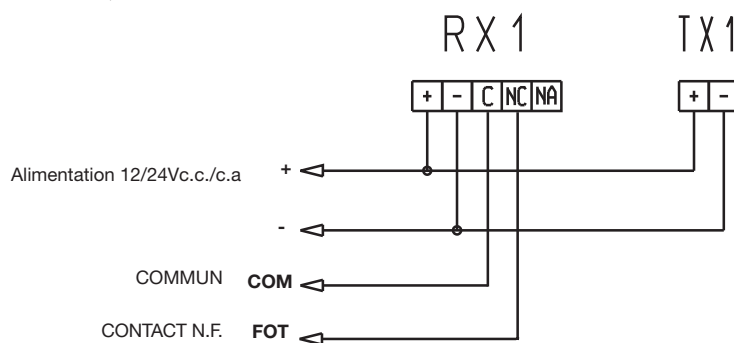 RX1 TX1
+ - C NC NA + -
Alimentation 12/24Vc.c./c.a +
-
COMMUN COM
CONTACT N.F. FOT